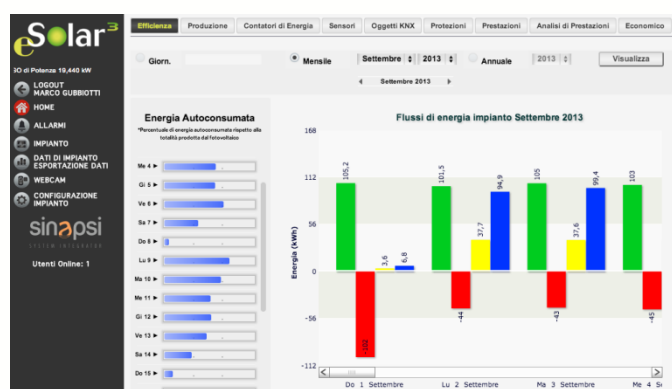 eSolar³
Efficienza Produzione Contatori di Energia Sensori Oggetti KNX Protezioni Prestazioni Analisi di Prestazioni Economico
Giorn. Mensile Settembre 2013 Annuale 2013 Visualizza
Settembre 2013
di Potenza 19,440 kW
LOGOUT
MARCO GUBBIOTTI
HOME
ALLARMI
IMPIANTO
DATI DI IMPIANTO
ESPORTAZIONE DATI
WEBCAM
CONFIGURAZIONE
IMPIANTO
sinapsi
SYSTEM INTEGRATOR
Utenti Online: 1
Energia Autoconsumata
*Percentuale di energia autoconsumata rispetto alla
totalità prodotta dal fotovoltaico
Me 4
Gi 5
Ve 6
Sa 7
Do 8
Lu 9
Ma 10
Me 11
Gi 12
Ve 13
Sa 14
Do 15
Flussi di energia impianto Settembre 2013
Energia (kWh)
168
112
56
0
-56
-112
105,2 3,6 6,8
101,5 -44 37,7 94,9
105 -43 37,6 99,4
103 -45
Do 1 Settembre Lu 2 Settembre Ma 3 Settembre Me 4 S